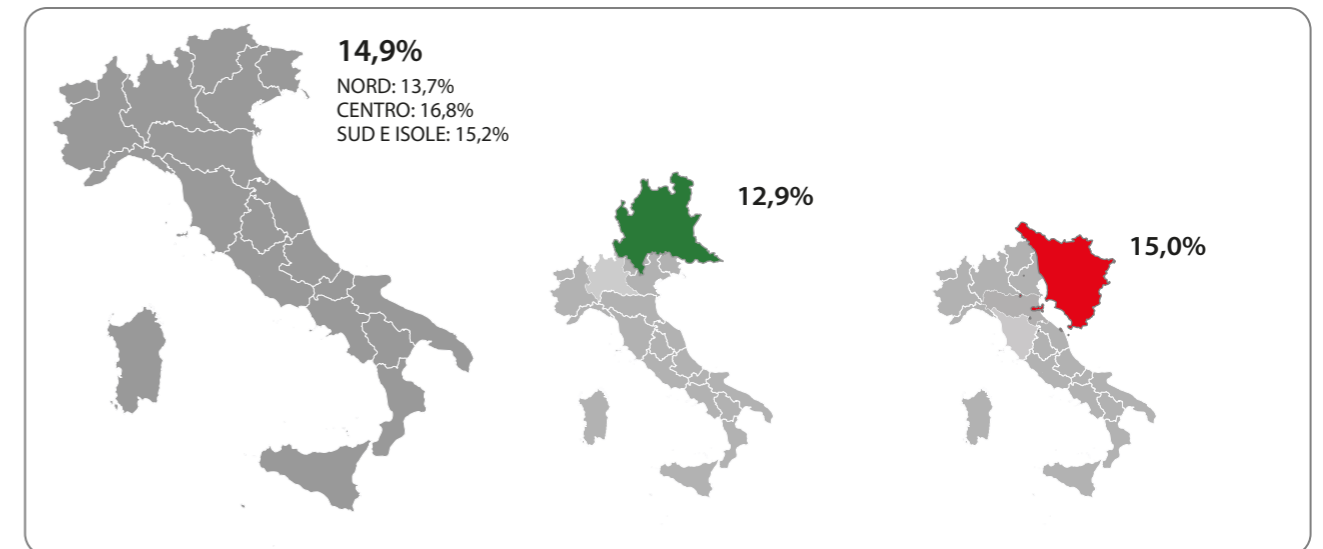 14,9%
NORD: 13,7%
CENTRO: 16,8%
SUD E ISOLE: 15,2%
12,9%
15,0%